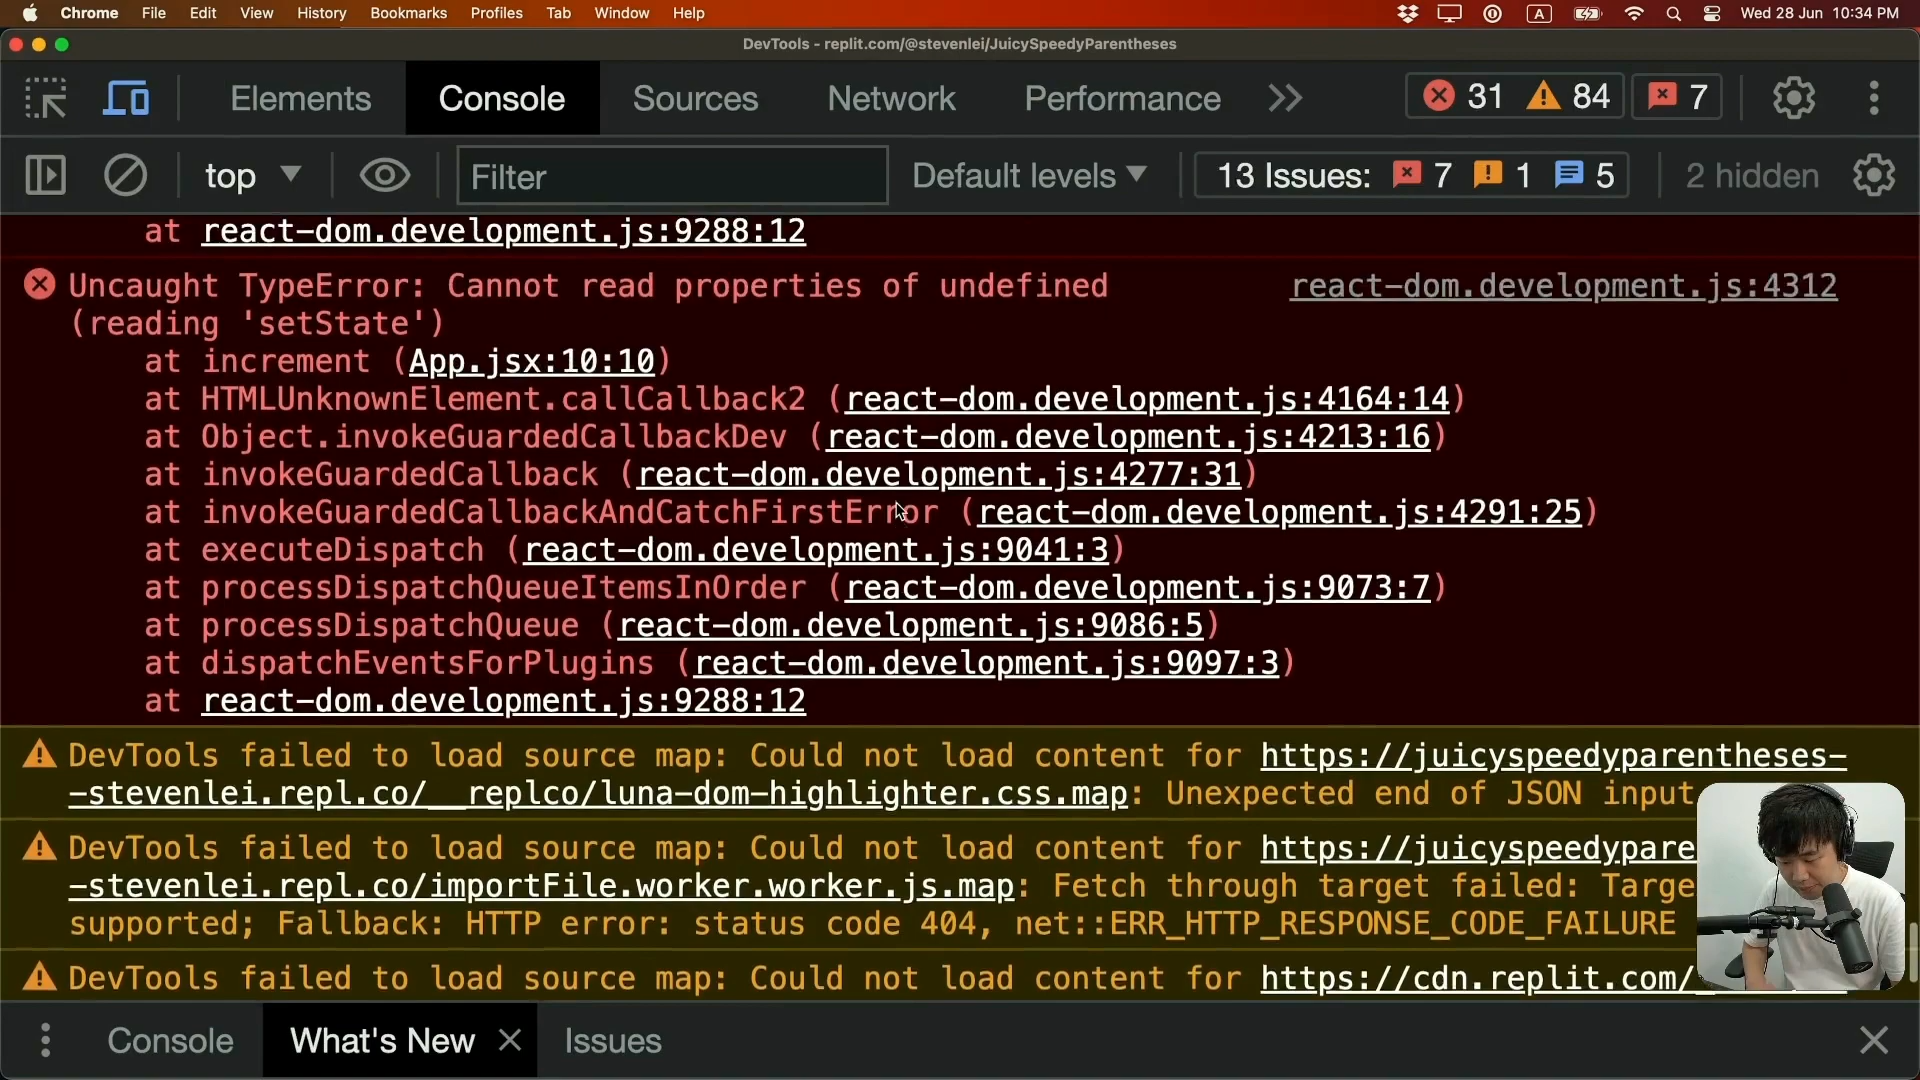 Chrome File Edit View History Bookmarks Profiles Tab Window Help A Wed 28 Jun 10:34 PM
DevTools - replit.com/@stevenlei/JuicySpeedyParentheses
Elements Console Sources Network Performance 31 84 7
top Filter Default levels 13 Issues: 7 1 5 2 hidden
at react-dom.development.js:9288:12
Uncaught TypeError: Cannot read properties of undefined react-dom.development.js:4312
(reading 'setState')
at increment (App.jsx:10:10)
at HTMLUnknownElement.callCallback2 (react-dom.development.js:4164:14)
at Object.invokeGuardedCallbackDev (react-dom.development.js:4213:16)
at invokeGuardedCallback (react-dom.development.js:4277:31)
at invokeGuardedCallbackAndCatchFirstError (react-dom.development.js:4291:25)
at executeDispatch (react-dom.development.js:9041:3)
at processDispatchQueueItemsInOrder (react-dom.development.js:9073:7)
at processDispatchQueue (react-dom.development.js:9086:5)
at dispatchEventsForPlugins (react-dom.development.js:9097:3)
at react-dom.development.js:9288:12
DevTools failed to load source map: Could not load content for https://juicyspeedyparentheses-
-stevenlei.repl.co/__replco/luna-dom-highlighter.css.map: Unexpected end of JSON input
DevTools failed to load source map: Could not load content for https://juicyspeedypare
-stevenlei.repl.co/importFile.worker.worker.js.map: Fetch through target failed: Targe
supported; Fallback: HTTP error: status code 404, net::ERR_HTTP_RESPONSE_CODE_FAILURE
DevTools failed to load source map: Could not load content for https://cdn.replit.com/_
Console What's New Issues